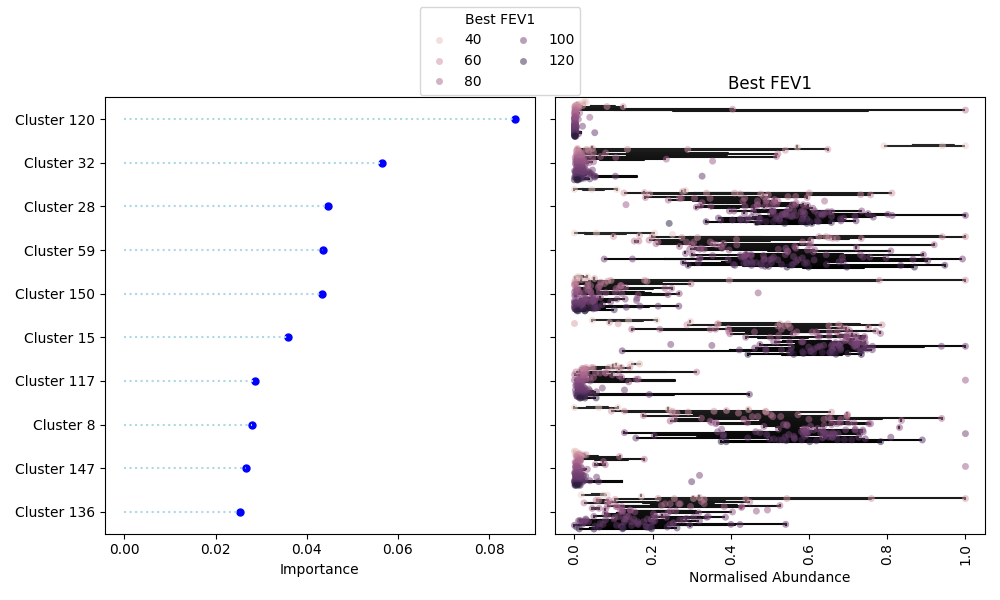 Best FEV1
40
60
80
100
120
Best FEV1
Cluster 120
Cluster 32
Cluster 28
Cluster 59
Cluster 150
Cluster 15
Cluster 117
Cluster 8
Cluster 147
Cluster 136
0.00 0.02 0.04 0.06 0.08
Importance
0.0 0.2 0.4 0.6 0.8 1.0
Normalised Abundance